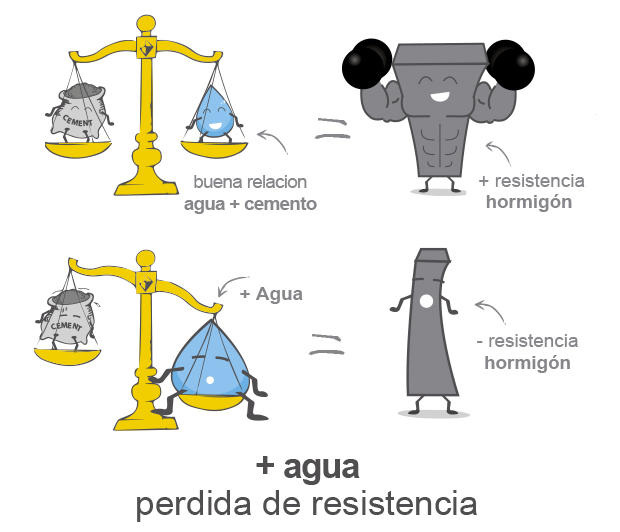 CEMENT
buena relacion
agua + cemento
=
+ resistencia
hormigón
CEMENT
+ Agua
=
- resistencia
hormigón
+ agua
perdida de resistencia